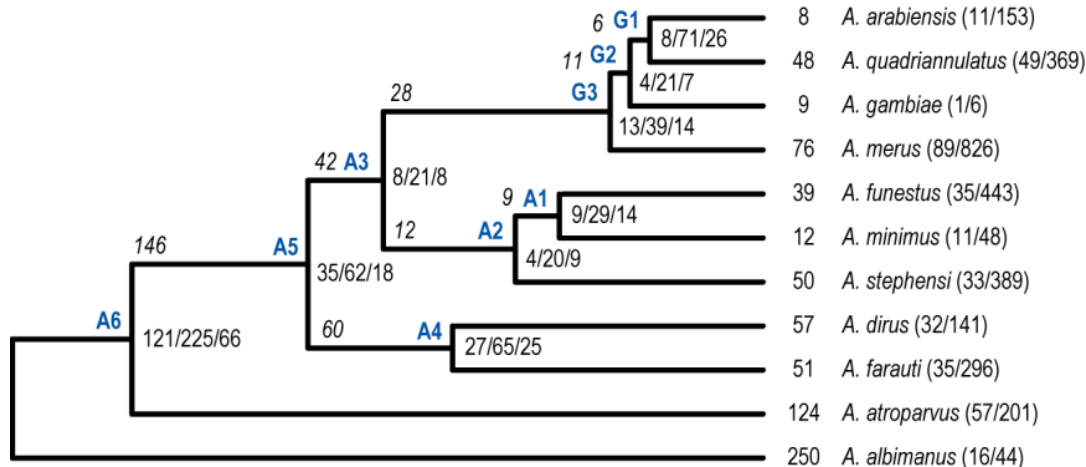 6 G1 8 A. arabiensis (11/153)
8/71/26
11 G2 48 A. quadriannulatus (49/369)
4/21/7
28 G3 9 A. gambiae (1/6)
13/39/14
76 A. merus (89/826)
42 A3 8/21/8
9 A1 39 A. funestus (35/443)
9/29/14
12 A2 12 A. minimus (11/48)
4/20/9
146 A5 50 A. stephensi (33/389)
35/62/18
A6 60 A4 57 A. dirus (32/141)
121/225/66 27/65/25
51 A. farauti (35/296)
124 A. atroparvus (57/201)
250 A. albimanus (16/44)